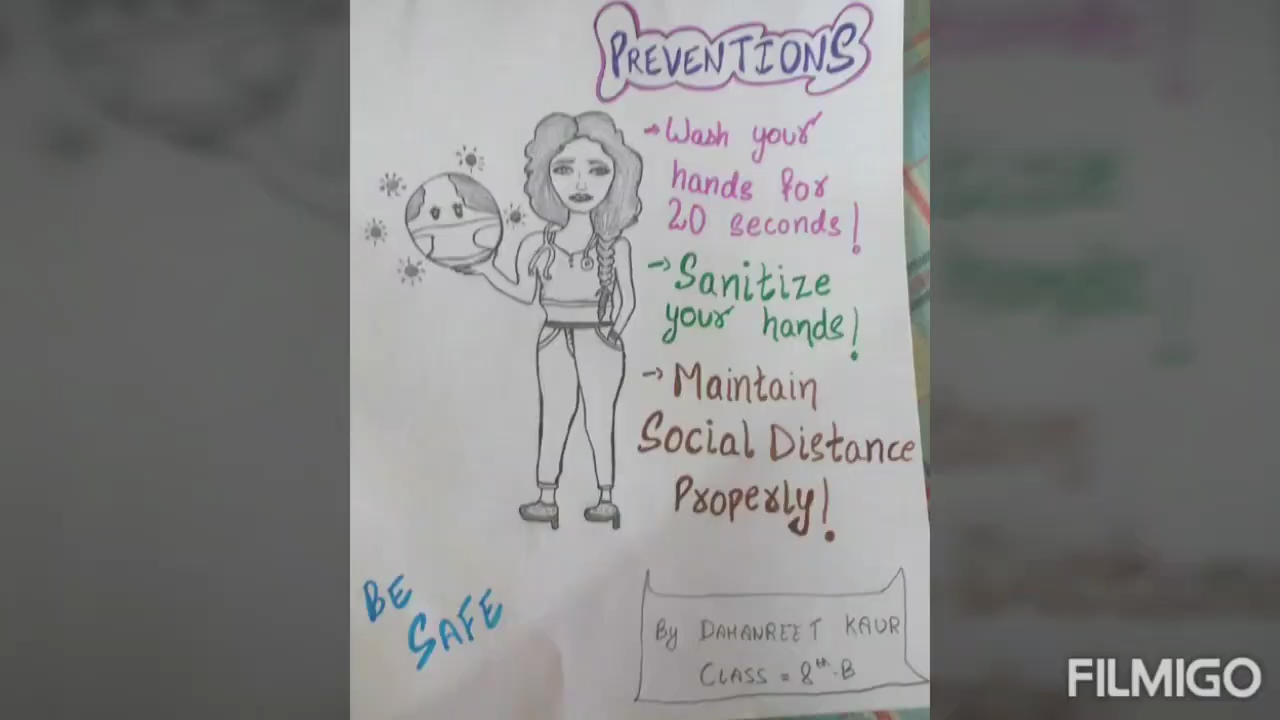 PREVENTIONS
→ Wash your
hands for
20 seconds!
→ Sanitize
your hands!
→ Maintain
Social Distance
Properly!
BE
SAFE
By DAHANREET KAUR
CLASS = 8th-B
FILMIGO